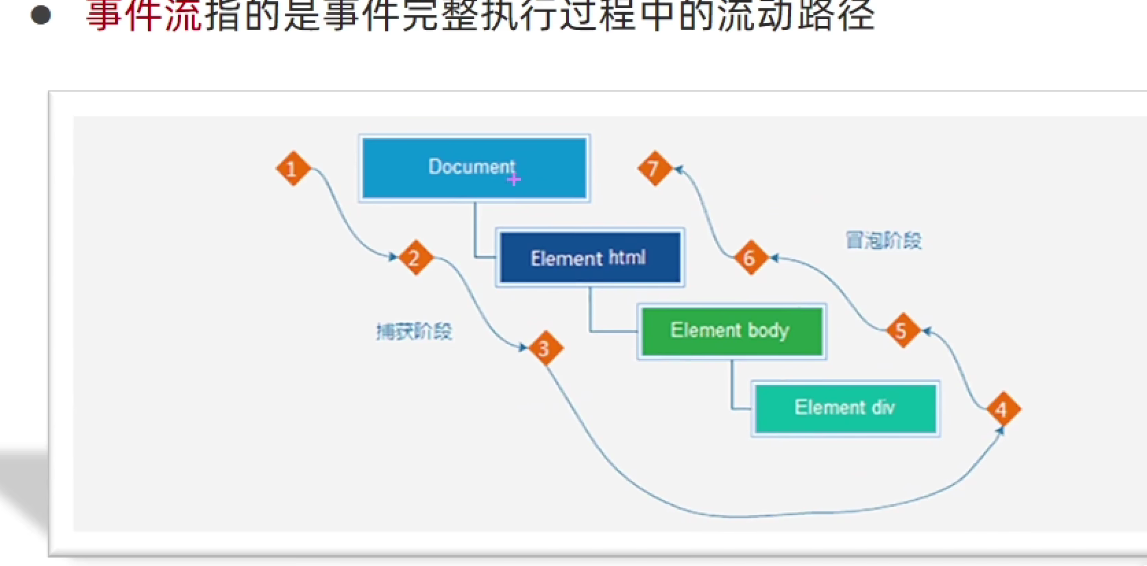 事件流指的是事件完整执行过程中的流动路径
1
Document
7
2
Element html
6
冒泡阶段
捕获阶段
3
Element body
5
Element div
4